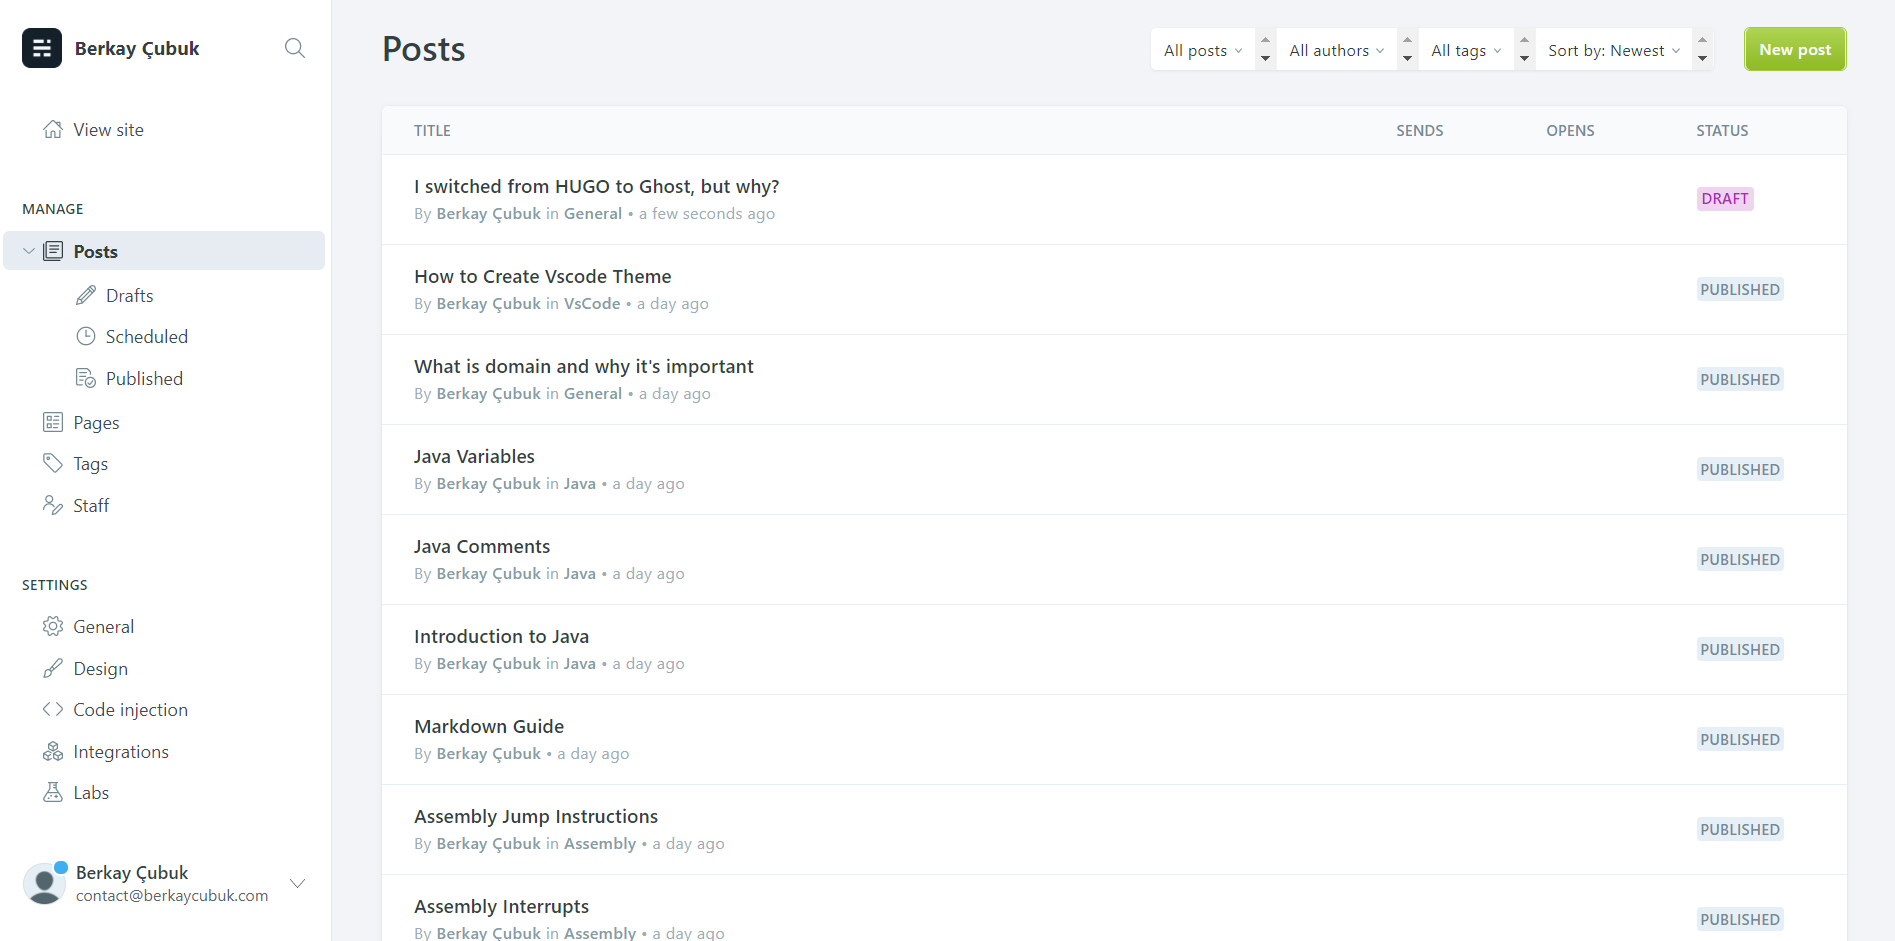 Berkay Çubuk
View site
MANAGE
Posts
Drafts
Scheduled
Published
Pages
Tags
Staff
SETTINGS
General
Design
Code injection
Integrations
Labs
Berkay Çubuk
contact@berkaycubuk.com
Posts
All posts
All authors
All tags
Sort by: Newest
New post
TITLE SENDS OPENS STATUS
I switched from HUGO to Ghost, but why?
By Berkay Çubuk in General • a few seconds ago
DRAFT
How to Create Vscode Theme
By Berkay Çubuk in VsCode • a day ago
PUBLISHED
What is domain and why it's important
By Berkay Çubuk in General • a day ago
PUBLISHED
Java Variables
By Berkay Çubuk in Java • a day ago
PUBLISHED
Java Comments
By Berkay Çubuk in Java • a day ago
PUBLISHED
Introduction to Java
By Berkay Çubuk in Java • a day ago
PUBLISHED
Markdown Guide
By Berkay Çubuk • a day ago
PUBLISHED
Assembly Jump Instructions
By Berkay Çubuk in Assembly • a day ago
PUBLISHED
Assembly Interrupts
By Berkay Çubuk in Assembly • a day ago
PUBLISHED